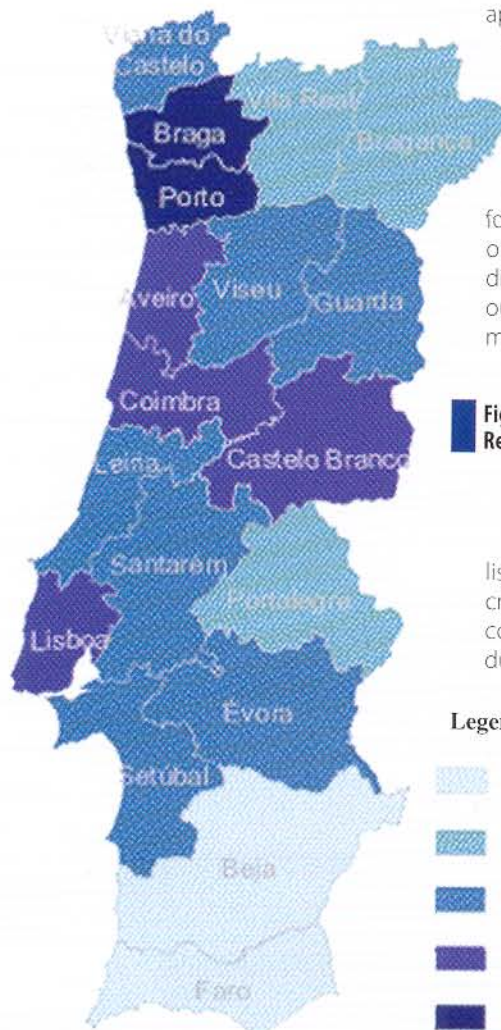 ap
Viana do
Castelo
Vila Real
Bragança
Braga
Porto
fo
o
di
ou
m
Aveiro
Viseu
Guarda
Coimbra
Fig
Re
Leiria
Castelo Branco
Santarém
Portalegre
lis
cr
co
du
Lisboa
Évora
Legen
Setúbal
Beja
Faro